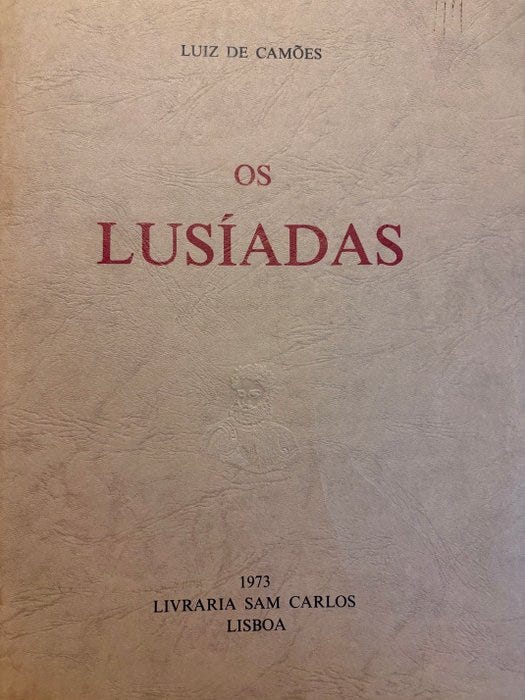 LUIZ DE CAMÕES
OS
LUSÍADAS
1973
LIVRARIA SAM CARLOS
LISBOA